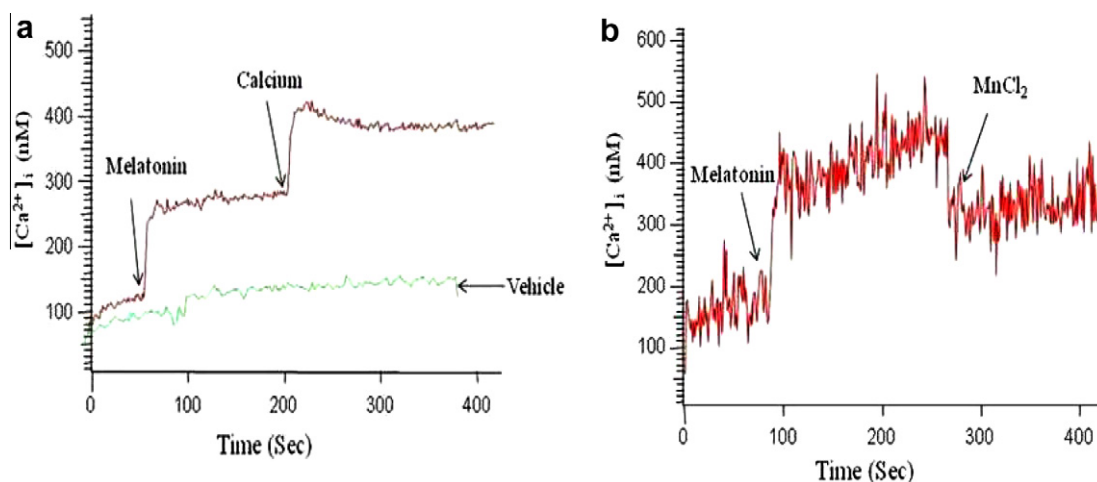 a
500
400
300
200
100
[Ca²⁺]ᵢ (nM)
Calcium
Melatonin
Vehicle
0 100 200 300 400
Time (Sec)
b
600
500
400
300
200
100
[Ca²⁺]ᵢ (nM)
MnCl₂
Melatonin
0 100 200 300 400
Time (Sec)